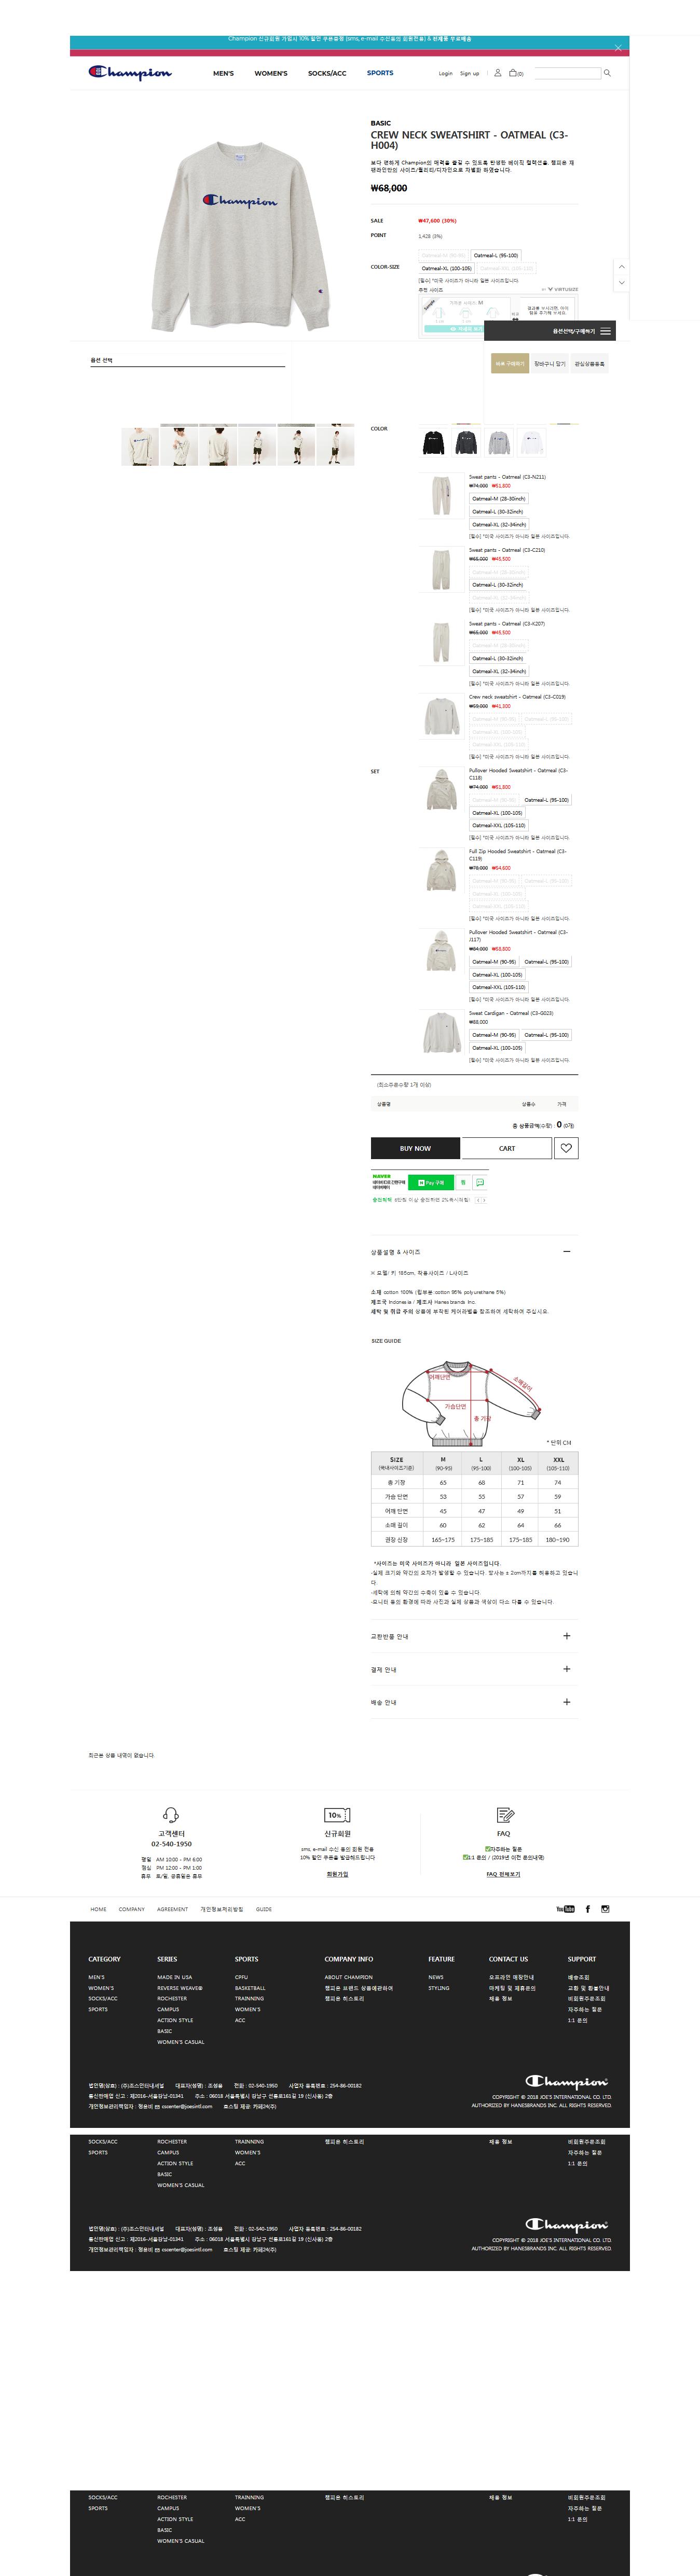 Champion 신규회원 가입시 10% 할인 쿠폰증정 (sms, e-mail 수신동의 회원전용) & 전제품 무료배송
Champion
MEN'S WOMEN'S SOCKS/ACC SPORTS
Login Sign up (0)
BASIC
CREW NECK SWEATSHIRT - OATMEAL (C3-
H004)
보다 편하게 Champion의 매력을 즐길 수 있도록 탄생한 베이직 컬렉션을, 챔피온 재
팬라인만의 사이즈/퀄리티/디자인으로 차별화 하였습니다.
₩68,000
SALE ₩47,600 (30%)
POINT 1,428 (3%)
COLOR-SIZE
Oatmeal-M (90-95) Oatmeal-L (95-100)
Oatmeal-XL (100-105) Oatmeal-XXL (105-110)
[필수] *미국 사이즈가 아니라 일본 사이즈입니다.
추천 사이즈 BY VIRTUSIZE
Sample
옵션선택/구매하기
옵션 선택
바로 구매하기 장바구니 담기 관심상품등록
COLOR
Sweat pants - Oatmeal (C3-N211)
₩74,000 ₩51,800
Oatmeal-M (28-30inch)
Oatmeal-L (30-32inch)
Oatmeal-XL (32-34inch)
[필수] *미국 사이즈가 아니라 일본 사이즈입니다.
Sweat pants - Oatmeal (C3-C210)
₩65,000 ₩45,500
Oatmeal-M (28-30inch)
Oatmeal-L (30-32inch)
Oatmeal-XL (32-34inch)
[필수] *미국 사이즈가 아니라 일본 사이즈입니다.
Sweat pants - Oatmeal (C3-K207)
₩65,000 ₩45,500
Oatmeal-M (28-30inch)
Oatmeal-L (30-32inch)
Oatmeal-XL (32-34inch)
[필수] *미국 사이즈가 아니라 일본 사이즈입니다.
Crew neck sweatshirt - Oatmeal (C3-C019)
₩59,000 ₩41,300
Oatmeal-M (90-95) Oatmeal-L (95-100)
Oatmeal-XL (100-105)
Oatmeal-XXL (105-110)
[필수] *미국 사이즈가 아니라 일본 사이즈입니다.
SET
Pullover Hooded Sweatshirt - Oatmeal (C3-
C118)
₩74,000 ₩51,800
Oatmeal-M (90-95) Oatmeal-L (95-100)
Oatmeal-XL (100-105)
Oatmeal-XXL (105-110)
[필수] *미국 사이즈가 아니라 일본 사이즈입니다.
Full Zip Hooded Sweatshirt - Oatmeal (C3-
C119)
₩78,000 ₩54,600
Oatmeal-M (90-95) Oatmeal-L (95-100)
Oatmeal-XL (100-105)
Oatmeal-XXL (105-110)
[필수] *미국 사이즈가 아니라 일본 사이즈입니다.
Pullover Hooded Sweatshirt - Oatmeal (C3-
J117)
₩84,000 ₩58,800
Oatmeal-M (90-95) Oatmeal-L (95-100)
Oatmeal-XL (100-105)
Oatmeal-XXL (105-110)
[필수] *미국 사이즈가 아니라 일본 사이즈입니다.
Sweat Cardigan - Oatmeal (C3-G023)
₩88,000
Oatmeal-M (90-95) Oatmeal-L (95-100)
Oatmeal-XL (100-105)
[필수] *미국 사이즈가 아니라 일본 사이즈입니다.
(최소주문수량 1개 이상)
상품명 상품수 가격
총 상품금액(수량) : 0 (0개)
BUY NOW CART
NAVER
네이버 ID로 간편구매
네이버페이
N Pay 구매 찜
상품설명 & 사이즈
※ 모델/ 키 185cm, 착용사이즈 / L사이즈
소재 cotton 100% (립부분: cotton 95% polyurethane 5%)
제조국 Indonesia / 제조사 Hanesbrands Inc.
세탁 및 취급 주의 상품에 부착된 케어라벨을 참조하여 세탁하여 주십시오.
SIZE GUIDE
어깨단면
소매길이
가슴단면
총 기장
* 단위 CM
SIZE M L XL XXL
(국내사이즈기준) (90-95) (95-100) (100-105) (105-110)
총 기장 65 68 71 74
가슴 단면 53 55 57 59
어깨 단면 45 47 49 51
소매 길이 60 62 64 66
권장 신장 165~175 175~185 175~185 180~190
*사이즈는 미국 사이즈가 아니라 일본 사이즈입니다.
-실제 크기와 약간의 오차가 발생할 수 있습니다. 당사는 ± 2cm까지를 허용하고 있습니
다.
-세탁에 의해 약간의 수축이 있을 수 있습니다.
-모니터 등의 환경에 따라 사진과 실제 상품과 색상이 다소 다를 수 있습니다.
교환반품 안내
결제 안내
배송 안내
최근본 상품 내역이 없습니다.
고객센터
02-540-1950
평일 AM 10:00 - PM 6:00
점심 PM 12:00 - PM 1:00
휴무 토/일, 공휴일은 휴무
10%
신규회원
sms, e-mail 수신 동의 회원 전용
10% 할인 쿠폰을 발급해드립니다
회원가입
FAQ
✅자주하는 질문
✅1:1 문의 / (2019년 이전 문의내역)
FAQ 전체보기
HOME COMPANY AGREEMENT 개인정보처리방침 GUIDE
You Tube
CATEGORY SERIES SPORTS COMPANY INFO FEATURE CONTACT US SUPPORT
MEN'S MADE IN USA CPFU ABOUT CHAMPION NEWS 오프라인 매장안내 배송조회
WOMEN'S REVERSE WEAVE® BASKETBALL 챔피온 브랜드 상품에관하여 STYLING 마케팅 및 제휴문의 교환 및 환불안내
SOCKS/ACC ROCHESTER TRAINNING 챔피온 히스토리 채용 정보 비회원주문조회
SPORTS CAMPUS WOMEN'S 자주하는 질문
ACTION STYLE ACC 1:1 문의
BASIC
WOMEN'S CASUAL
Champion
법인명(상호) : (주)조스인터내셔널 대표자(성명) : 조성용 전화 : 02-540-1950 사업자 등록번호 : 254-86-00182
통신판매업 신고 : 제2016-서울강남-01341 주소 : 06018 서울특별시 강남구 선릉로161길 19 (신사동) 2층
개인정보관리책임자 : 정윤비 cscenter@joesintl.com 호스팅 제공: 카페24(주)
COPYRIGHT © 2018 JOE'S INTERNATIONAL CO. LTD.
AUTHORIZED BY HANESBRANDS INC. ALL RIGHTS RESERVED.
SOCKS/ACC ROCHESTER TRAINNING 챔피온 히스토리 채용 정보 비회원주문조회
SPORTS CAMPUS WOMEN'S 자주하는 질문
ACTION STYLE ACC 1:1 문의
BASIC
WOMEN'S CASUAL
Champion
법인명(상호) : (주)조스인터내셔널 대표자(성명) : 조성용 전화 : 02-540-1950 사업자 등록번호 : 254-86-00182
통신판매업 신고 : 제2016-서울강남-01341 주소 : 06018 서울특별시 강남구 선릉로161길 19 (신사동) 2층
개인정보관리책임자 : 정윤비 cscenter@joesintl.com 호스팅 제공: 카페24(주)
COPYRIGHT © 2018 JOE'S INTERNATIONAL CO. LTD.
AUTHORIZED BY HANESBRANDS INC. ALL RIGHTS RESERVED.
SOCKS/ACC ROCHESTER TRAINNING 챔피온 히스토리 채용 정보 비회원주문조회
SPORTS CAMPUS WOMEN'S 자주하는 질문
ACTION STYLE ACC 1:1 문의
BASIC
WOMEN'S CASUAL